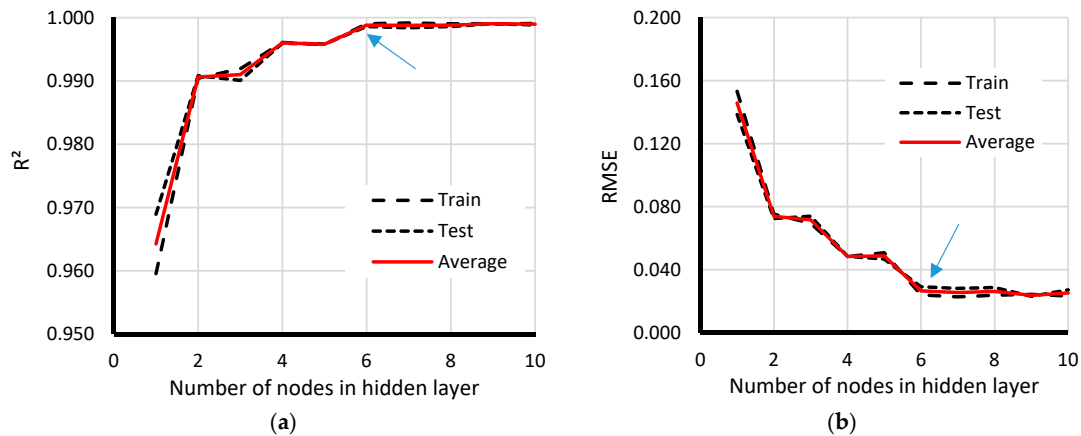 1.000
0.990
0.980
0.970
0.960
0.950
R²
0 2 4 6 8 10
Number of nodes in hidden layer
Train
Test
Average
(a)
0.200
0.160
0.120
0.080
0.040
0.000
RMSE
0 2 4 6 8 10
Number of nodes in hidden layer
Train
Test
Average
(b)